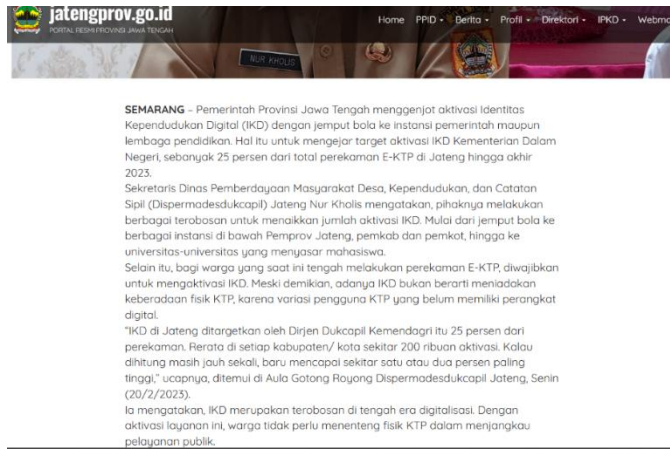 jatengprov.go.id
PORTAL RESMI PROVINSI JAWA TENGAH
Home PPID Berita Profil Direktori IPKD Webma
NUR KHOLIS
SEMARANG – Pemerintah Provinsi Jawa Tengah menggenjot aktivasi Identitas
Kependudukan Digital (IKD) dengan jemput bola ke instansi pemerintah maupun
lembaga pendidikan. Hal itu untuk mengejar target aktivasi IKD Kementerian Dalam
Negeri, sebanyak 25 persen dari total perekaman E-KTP di Jateng hingga akhir
2023.
Sekretaris Dinas Pemberdayaan Masyarakat Desa, Kependudukan, dan Catatan
Sipil (Dispermadesdukcapil) Jateng Nur Kholis mengatakan, pihaknya melakukan
berbagai terobosan untuk menaikkan jumlah aktivasi IKD. Mulai dari jemput bola ke
berbagai instansi di bawah Pemprov Jateng, pemkab dan pemkot, hingga ke
universitas-universitas yang menyasar mahasiswa.
Selain itu, bagi warga yang saat ini tengah melakukan perekaman E-KTP, diwajibkan
untuk mengaktivasi IKD. Meski demikian, adanya IKD bukan berarti meniadakan
keberadaan fisik KTP, karena variasi pengguna KTP yang belum memiliki perangkat
digital.
"IKD di Jateng ditargetkan oleh Dirjen Dukcapil Kemendagri itu 25 persen dari
perekaman. Rerata di setiap kabupaten/ kota sekitar 200 ribuan aktivasi. Kalau
dihitung masih jauh sekali, baru mencapai sekitar satu atau dua persen paling
tinggi," ucapnya, ditemui di Aula Gotong Royong Dispermadesdukcapil Jateng, Senin
(20/2/2023).
Ia mengatakan, IKD merupakan terobosan di tengah era digitalisasi. Dengan
aktivasi layanan ini, warga tidak perlu menenteng fisik KTP dalam menjangkau
pelayanan publik.